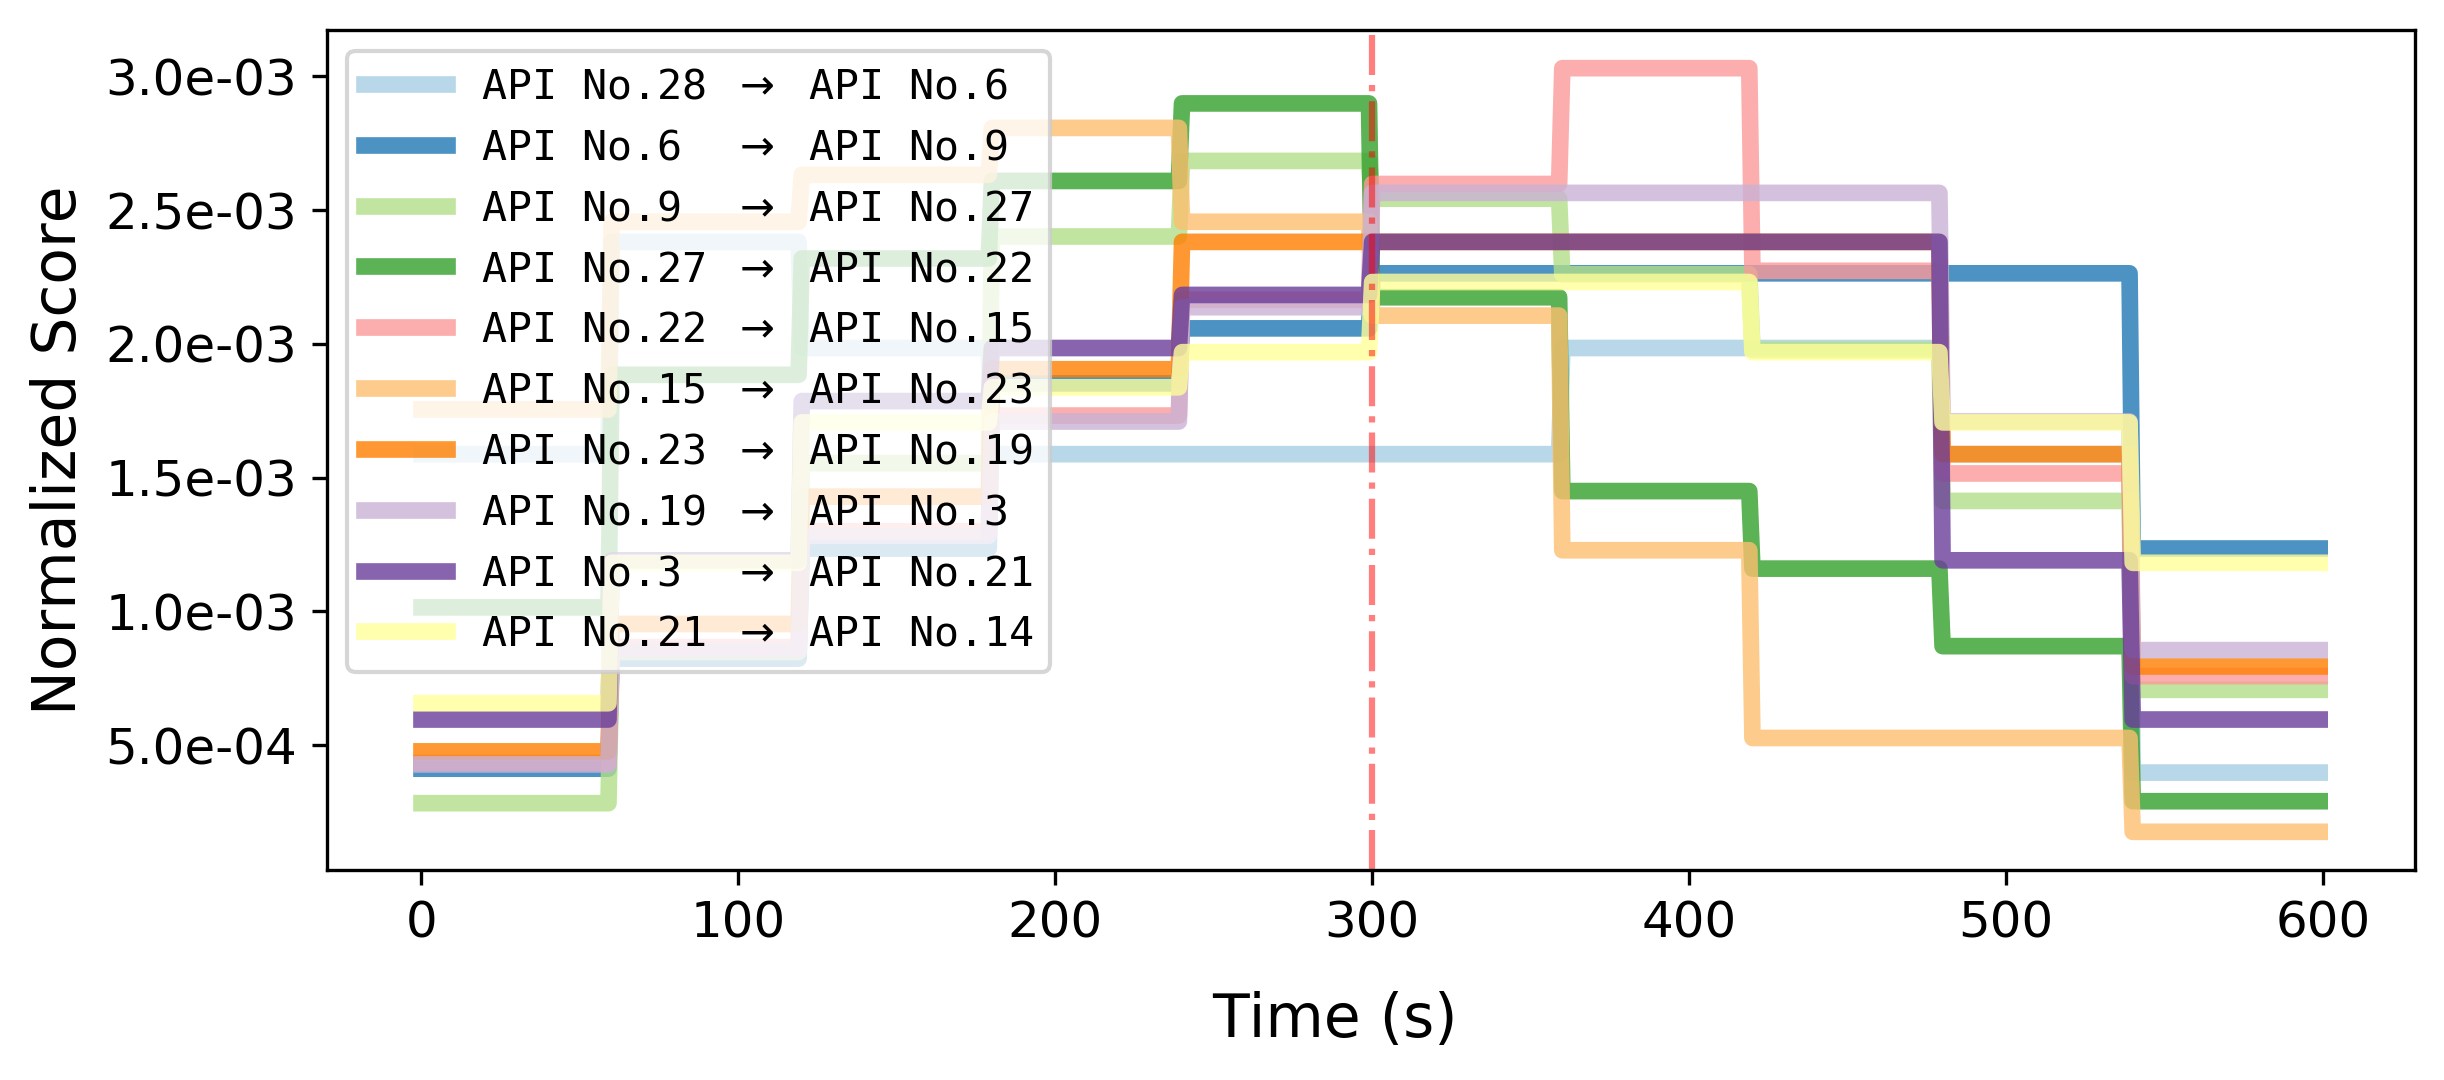 Normalized Score
3.0e-03
2.5e-03
2.0e-03
1.5e-03
1.0e-03
5.0e-04
API No.28 → API No.6
API No.6 → API No.9
API No.9 → API No.27
API No.27 → API No.22
API No.22 → API No.15
API No.15 → API No.23
API No.23 → API No.19
API No.19 → API No.3
API No.3 → API No.21
API No.21 → API No.14
0 100 200 300 400 500 600
Time (s)